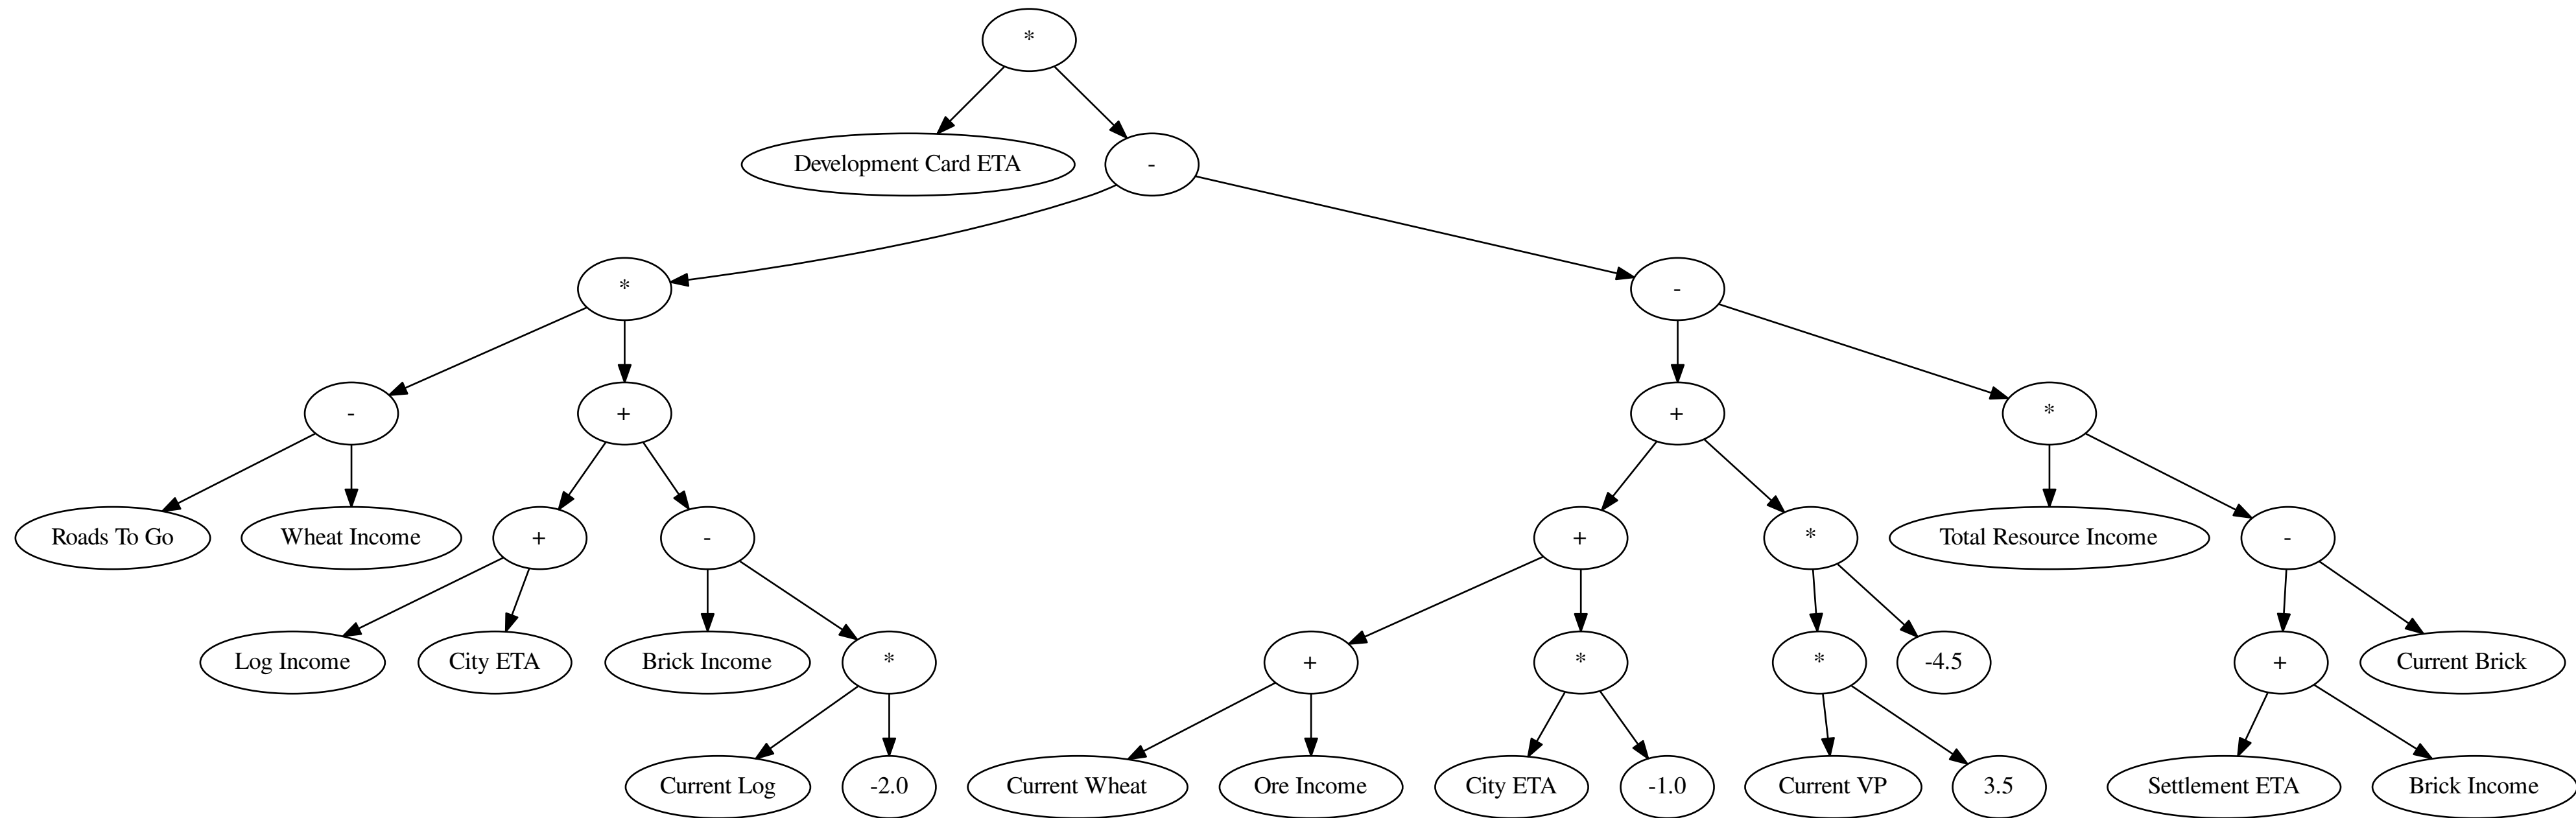 *
Development Card ETA
-
*
-
-
+
+
*
Roads To Go
Wheat Income
+
-
+
*
Total Resource Income
-
Log Income
City ETA
Brick Income
*
+
*
*
-4.5
+
Current Brick
Current Log
-2.0
Current Wheat
Ore Income
City ETA
-1.0
Current VP
3.5
Settlement ETA
Brick Income